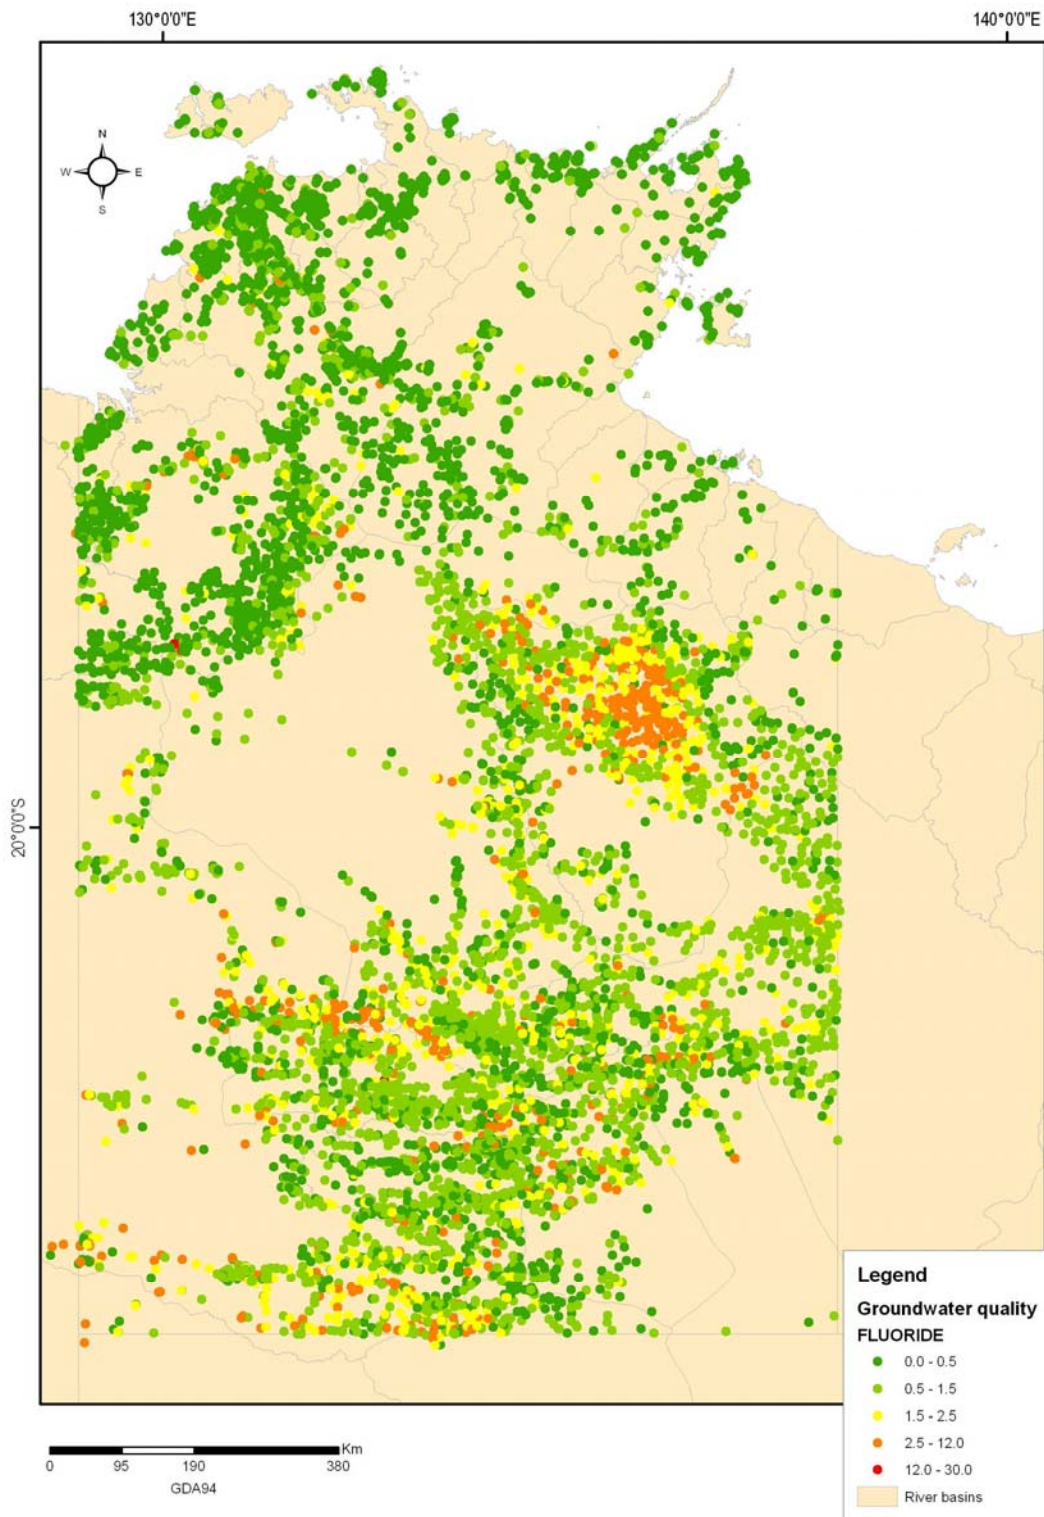 130°0'0"E 140°0'0"E
N
W E
S
20°0'0"S
Legend
Groundwater quality
FLUORIDE
0.0 - 0.5
0.5 - 1.5
1.5 - 2.5
2.5 - 12.0
12.0 - 30.0
River basins
Km
0 95 190 380
GDA94